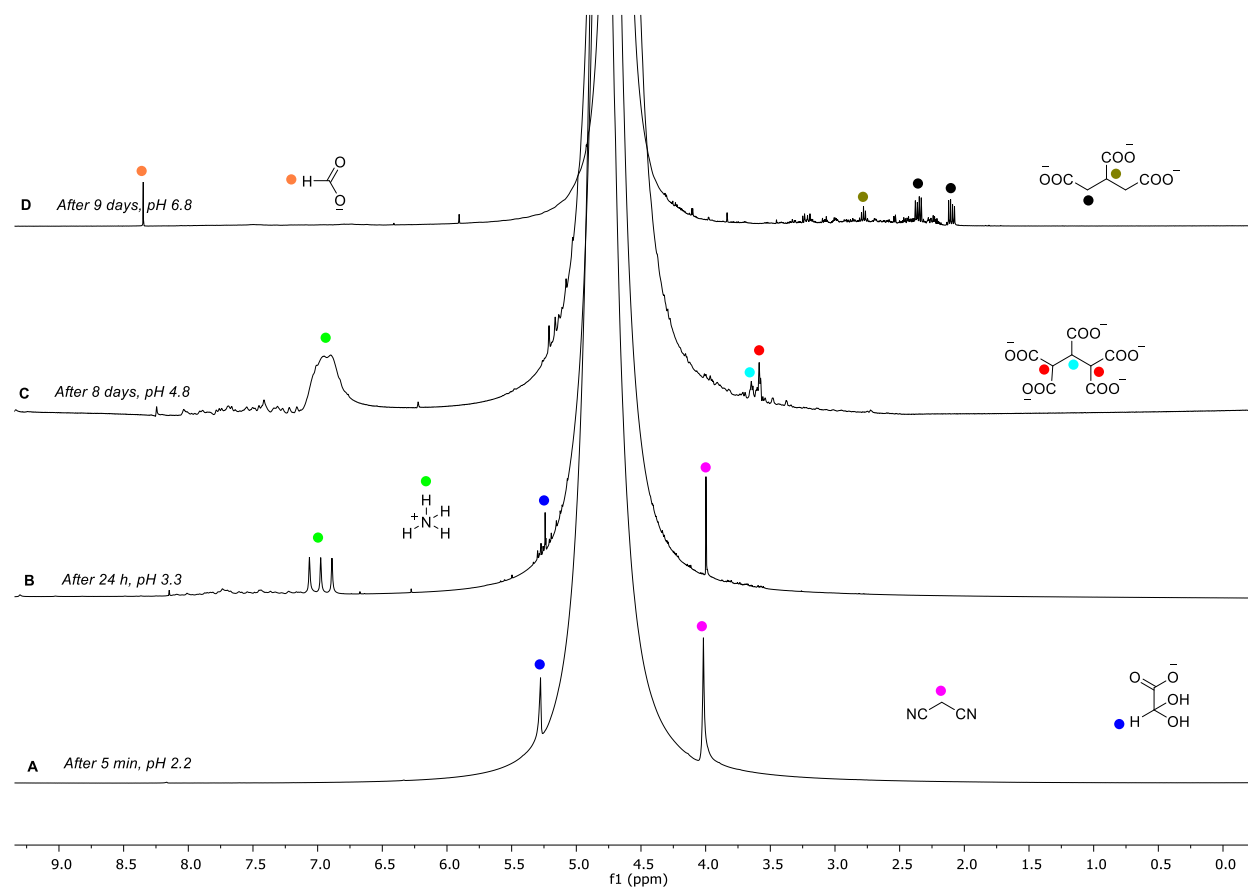 O
H
O
−
D After 9 days, pH 6.8
− COO −
OOC COO
COO −
− OOC COO −
− OOC COO −
C After 8 days, pH 4.8
H
+ N H
H H
B After 24 h, pH 3.3
−
O O
NC CN OH
H OH
A After 5 min, pH 2.2
9.0 8.5 8.0 7.5 7.0 6.5 6.0 5.5 5.0 4.5 4.0 3.5 3.0 2.5 2.0 1.5 1.0 0.5 0.0
f1 (ppm)